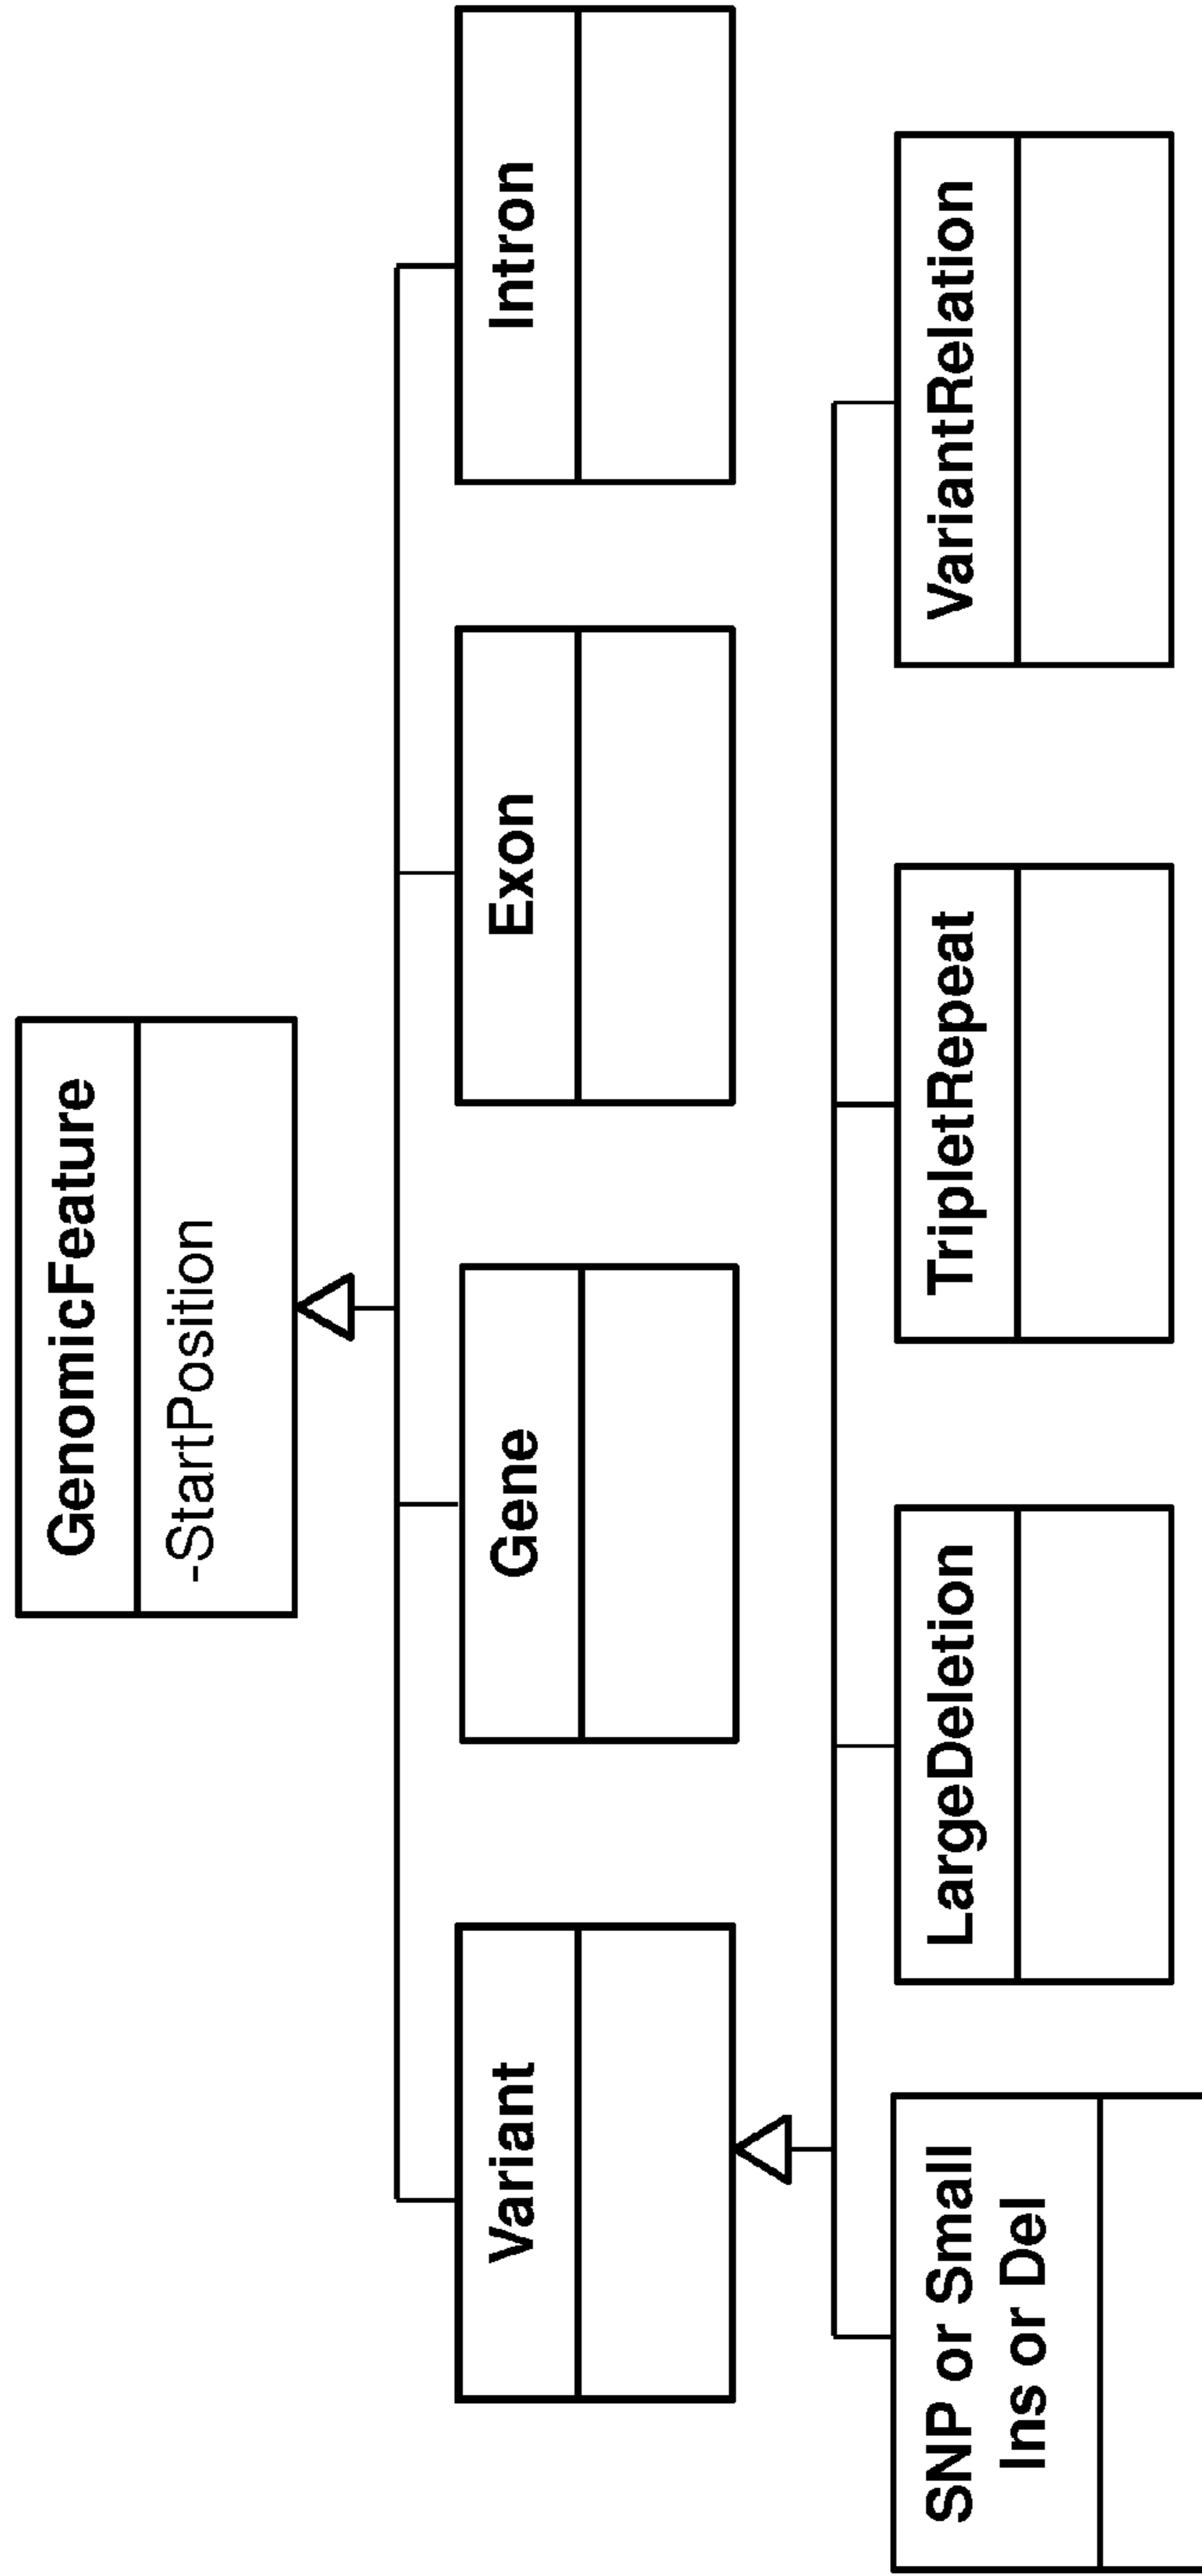 GenomicFeature
-StartPosition
Variant
Gene
Exon
Intron
SNP or Small
Ins or Del
LargeDeletion
TripletRepeat
VariantRelation